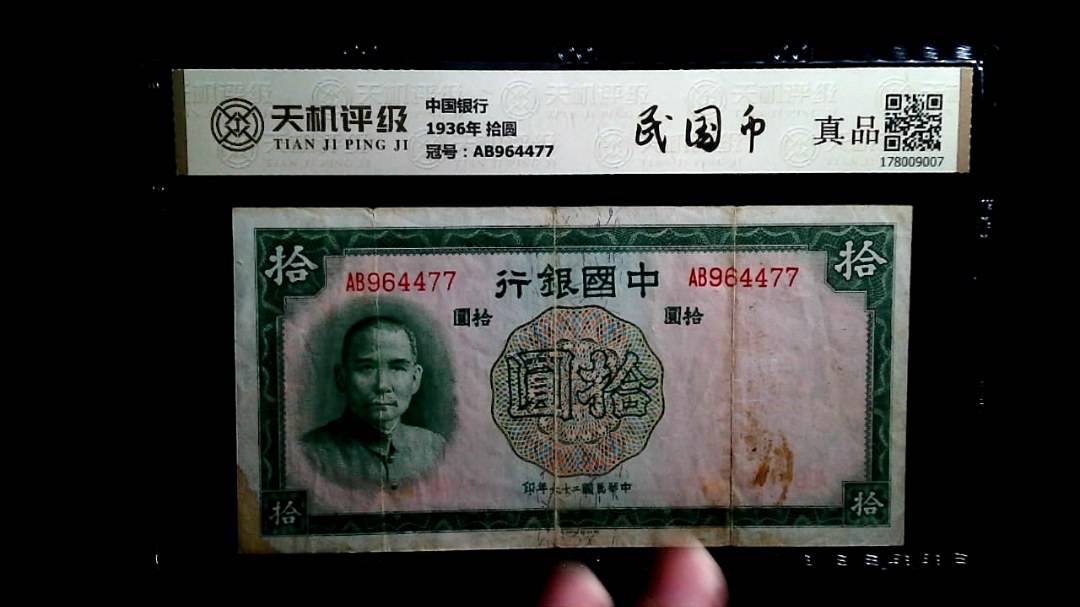 天机评级
TIAN JI PING JI
中国银行
1936年 拾圆
冠号：AB964477
民国币
真品
178009007
拾
拾
AB964477
中國銀行
AB964477
拾圓
拾圓
拾圓
中華民國二十六年印
拾
拾